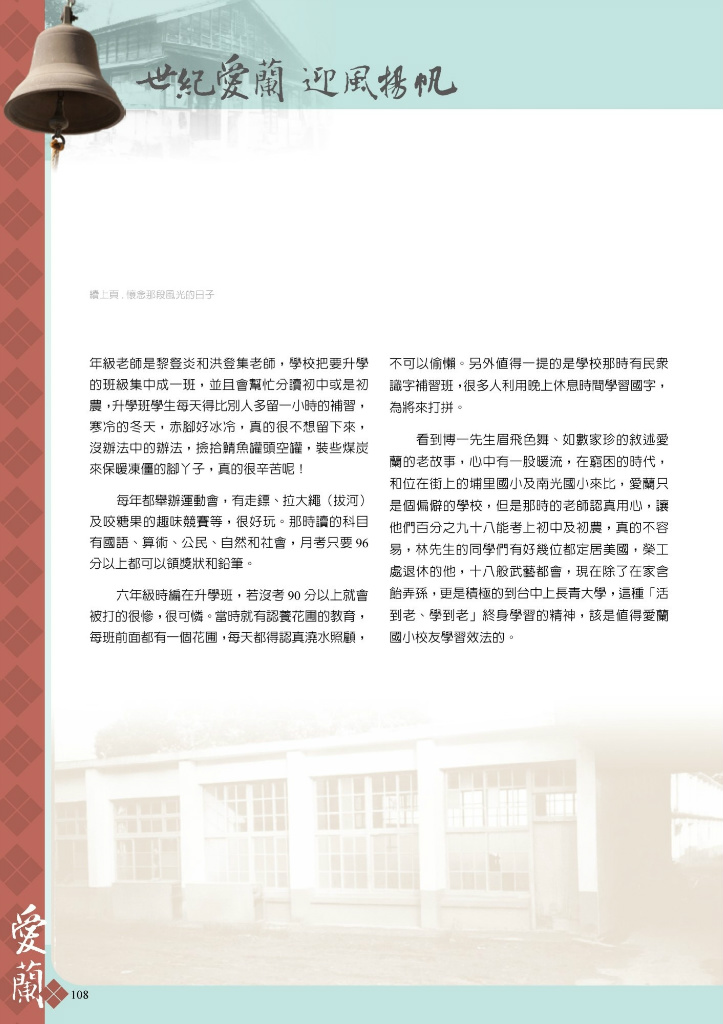 世紀愛蘭 迎風揚帆
續上頁．懷念那段風光的日子
年級老師是黎登炎和洪登集老師，學校把要升學
的班級集中成一班，並且會幫忙分讀初中或是初
農，升學班學生每天得比別人多留一小時的補習，
寒冷的冬天，赤腳好冰冷，真的很不想留下來，
沒辦法中的辦法，撿拾鯖魚罐頭空罐，裝些煤炭
來保暖凍僵的腳丫子，真的很辛苦呢！
每年都舉辦運動會，有走鏢、拉大繩（拔河）
及咬糖果的趣味競賽等，很好玩。那時讀的科目
有國語、算術、公民、自然和社會，月考只要 96
分以上都可以領獎狀和鉛筆。
六年級時編在升學班，若沒考 90 分以上就會
被打的很慘，很可憐。當時就有認養花圃的教育，
每班前面都有一個花圃，每天都得認真澆水照顧，
不可以偷懶。另外值得一提的是學校那時有民衆
識字補習班，很多人利用晚上休息時間學習國字，
為將來打拼。
看到博一先生眉飛色舞、如數家珍的敘述愛
蘭的老故事，心中有一股暖流，在窮困的時代，
和位在街上的埔里國小及南光國小來比，愛蘭只
是個偏僻的學校，但是那時的老師認真用心，讓
他們百分之九十八能考上初中及初農，真的不容
易，林先生的同學們有好幾位都定居美國，榮工
處退休的他，十八般武藝都會，現在除了在家含
飴弄孫，更是積極的到台中上長青大學，這種「活
到老、學到老」終身學習的精神，該是值得愛蘭
國小校友學習效法的。
愛
蘭
108